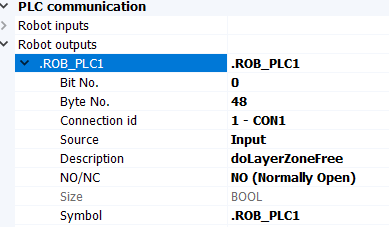 PLC communication
Robot inputs
Robot outputs
.ROB_PLC1 .ROB_PLC1
Bit No. 0
Byte No. 48
Connection id 1 - CON1
Source Input
Description doLayerZoneFree
NO/NC NO (Normally Open)
Size BOOL
Symbol .ROB_PLC1